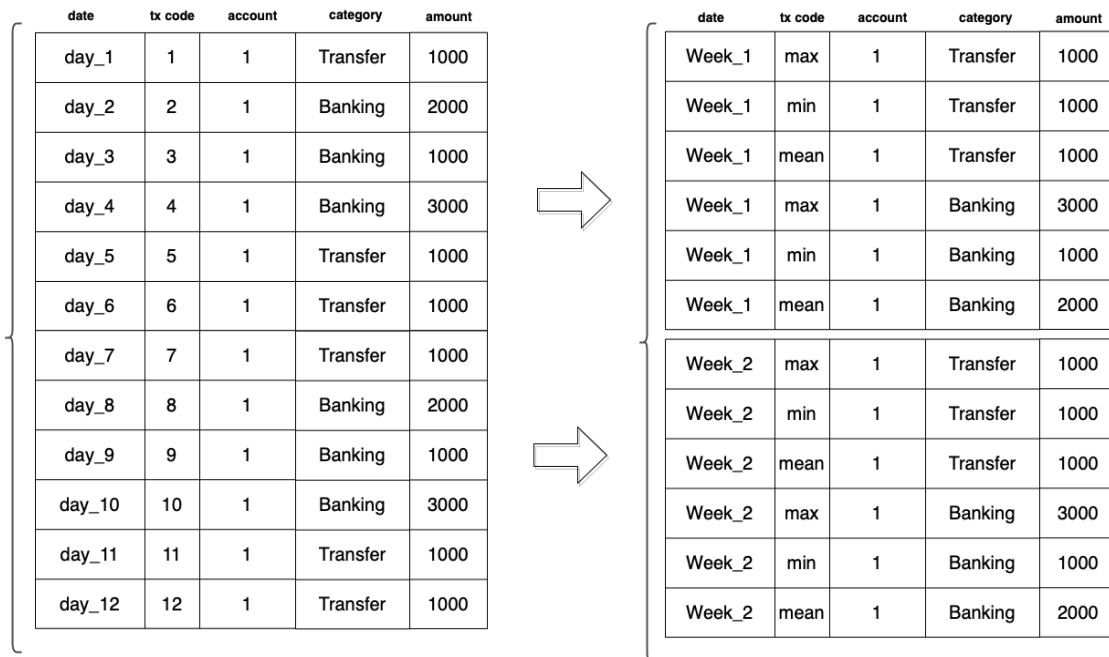 date tx code account category amount
day_1 1 1 Transfer 1000
day_2 2 1 Banking 2000
day_3 3 1 Banking 1000
day_4 4 1 Banking 3000
day_5 5 1 Transfer 1000
day_6 6 1 Transfer 1000
day_7 7 1 Transfer 1000
day_8 8 1 Banking 2000
day_9 9 1 Banking 1000
day_10 10 1 Banking 3000
day_11 11 1 Transfer 1000
day_12 12 1 Transfer 1000
date tx code account category amount
Week_1 max 1 Transfer 1000
Week_1 min 1 Transfer 1000
Week_1 mean 1 Transfer 1000
Week_1 max 1 Banking 3000
Week_1 min 1 Banking 1000
Week_1 mean 1 Banking 2000
Week_2 max 1 Transfer 1000
Week_2 min 1 Transfer 1000
Week_2 mean 1 Transfer 1000
Week_2 max 1 Banking 3000
Week_2 min 1 Banking 1000
Week_2 mean 1 Banking 2000